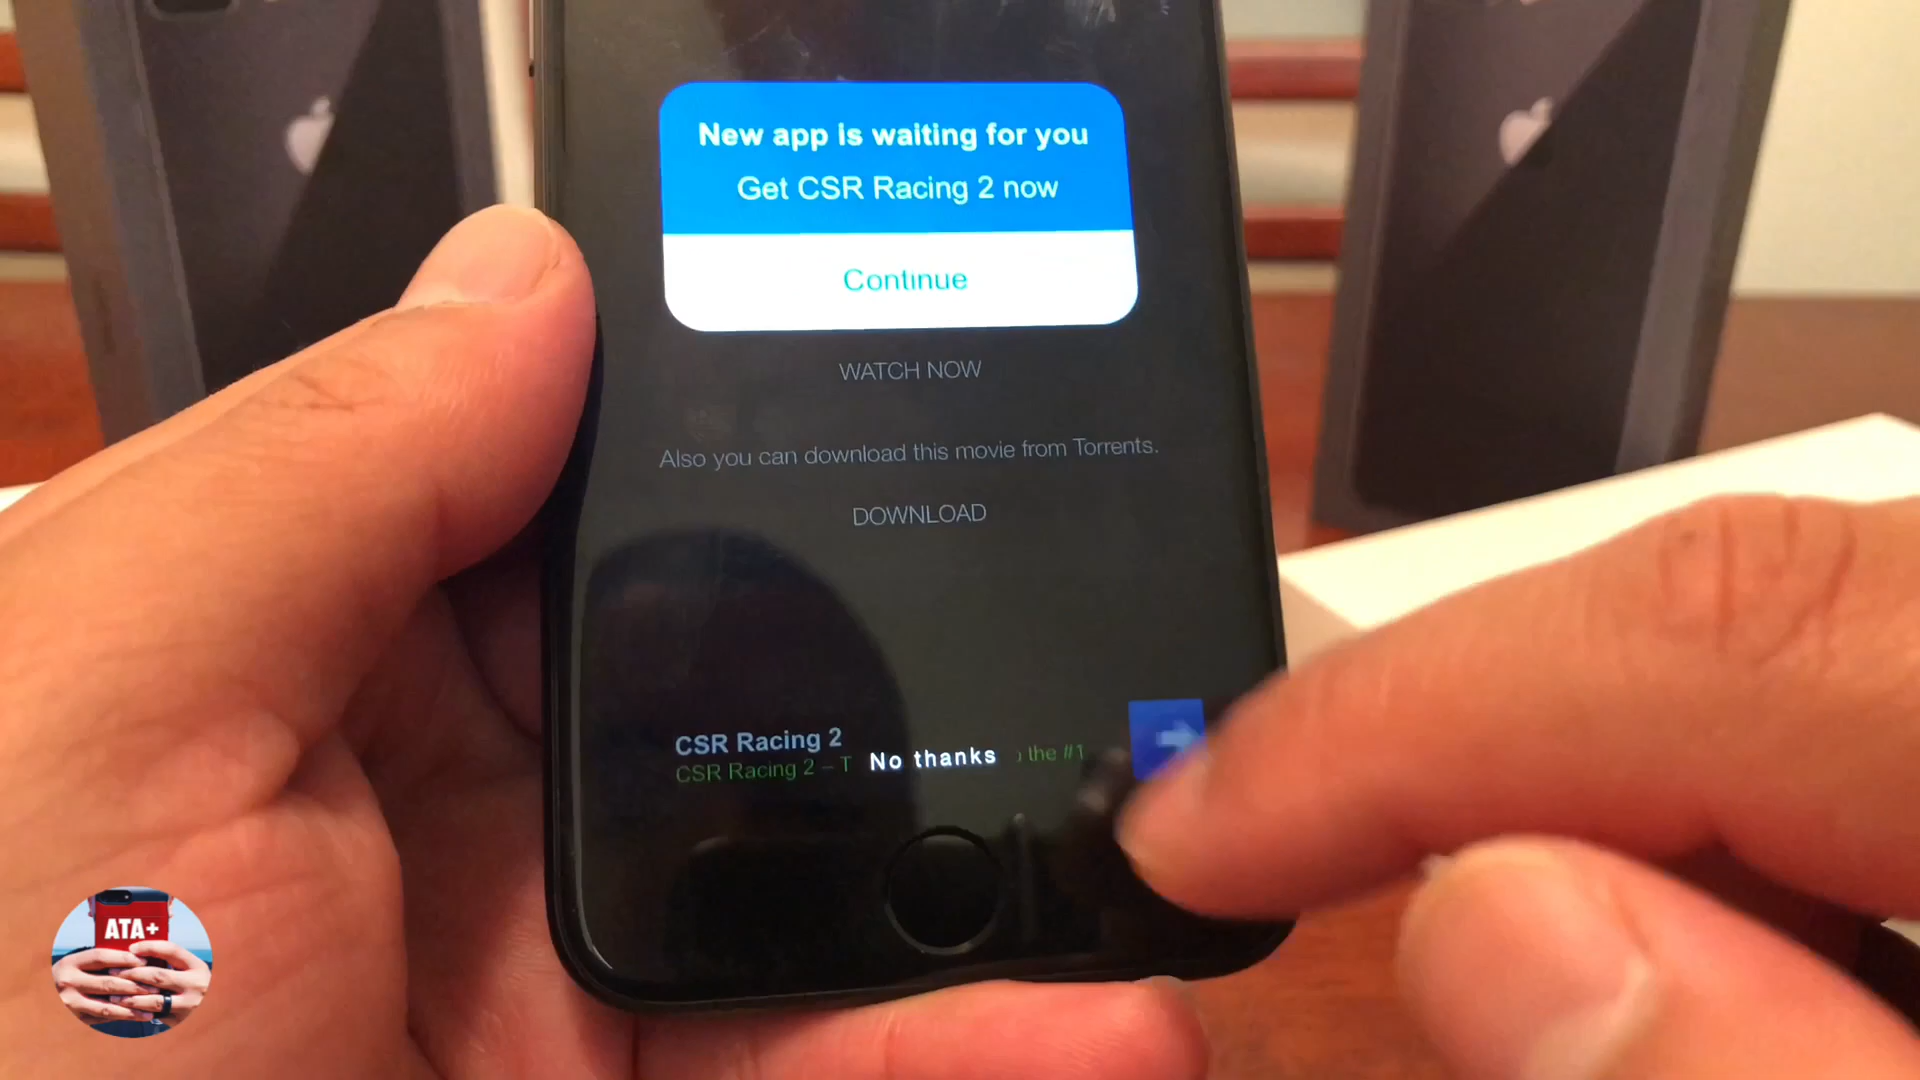 New app is waiting for you
Get CSR Racing 2 now
Continue
WATCH NOW
Also you can download this movie from Torrents.
DOWNLOAD
CSR Racing 2
CSR Racing 2 – T
No thanks
the #1
ATA+